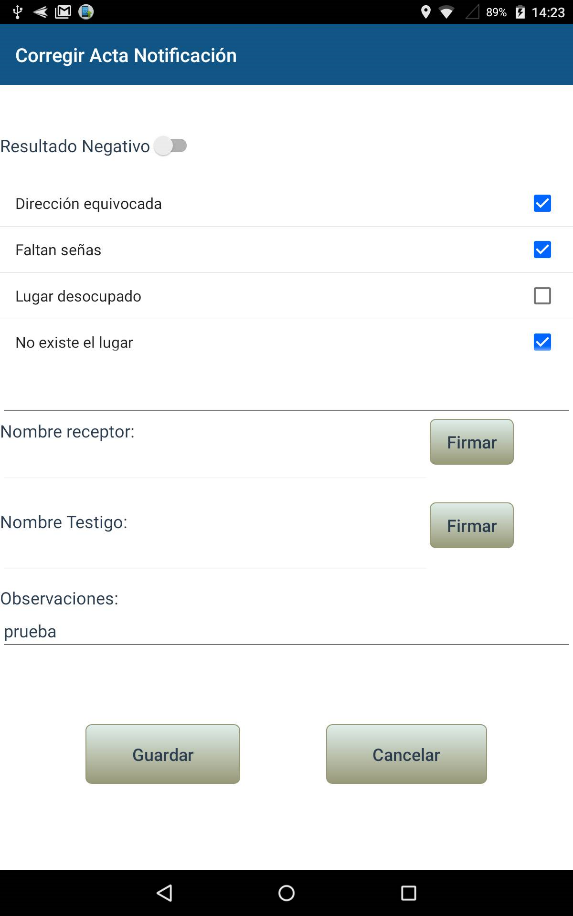 89% 14:23
Corregir Acta Notificación
Resultado Negativo
Dirección equivocada
Faltan señas
Lugar desocupado
No existe el lugar
Nombre receptor:
Firmar
Nombre Testigo:
Firmar
Observaciones:
prueba
Guardar Cancelar